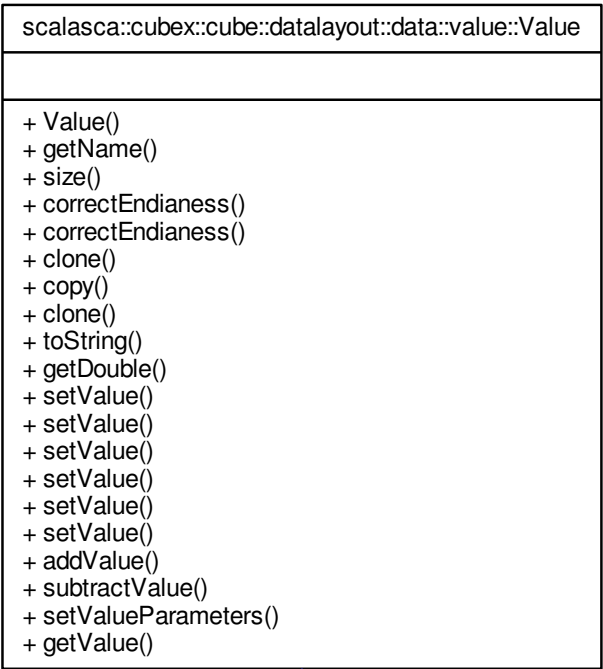 scalasca::cubex::cube::datalayout::data::value::Value
+ Value()
+ getName()
+ size()
+ correctEndianess()
+ correctEndianess()
+ clone()
+ copy()
+ clone()
+ toString()
+ getDouble()
+ setValue()
+ setValue()
+ setValue()
+ setValue()
+ setValue()
+ setValue()
+ addValue()
+ subtractValue()
+ setValueParameters()
+ getValue()